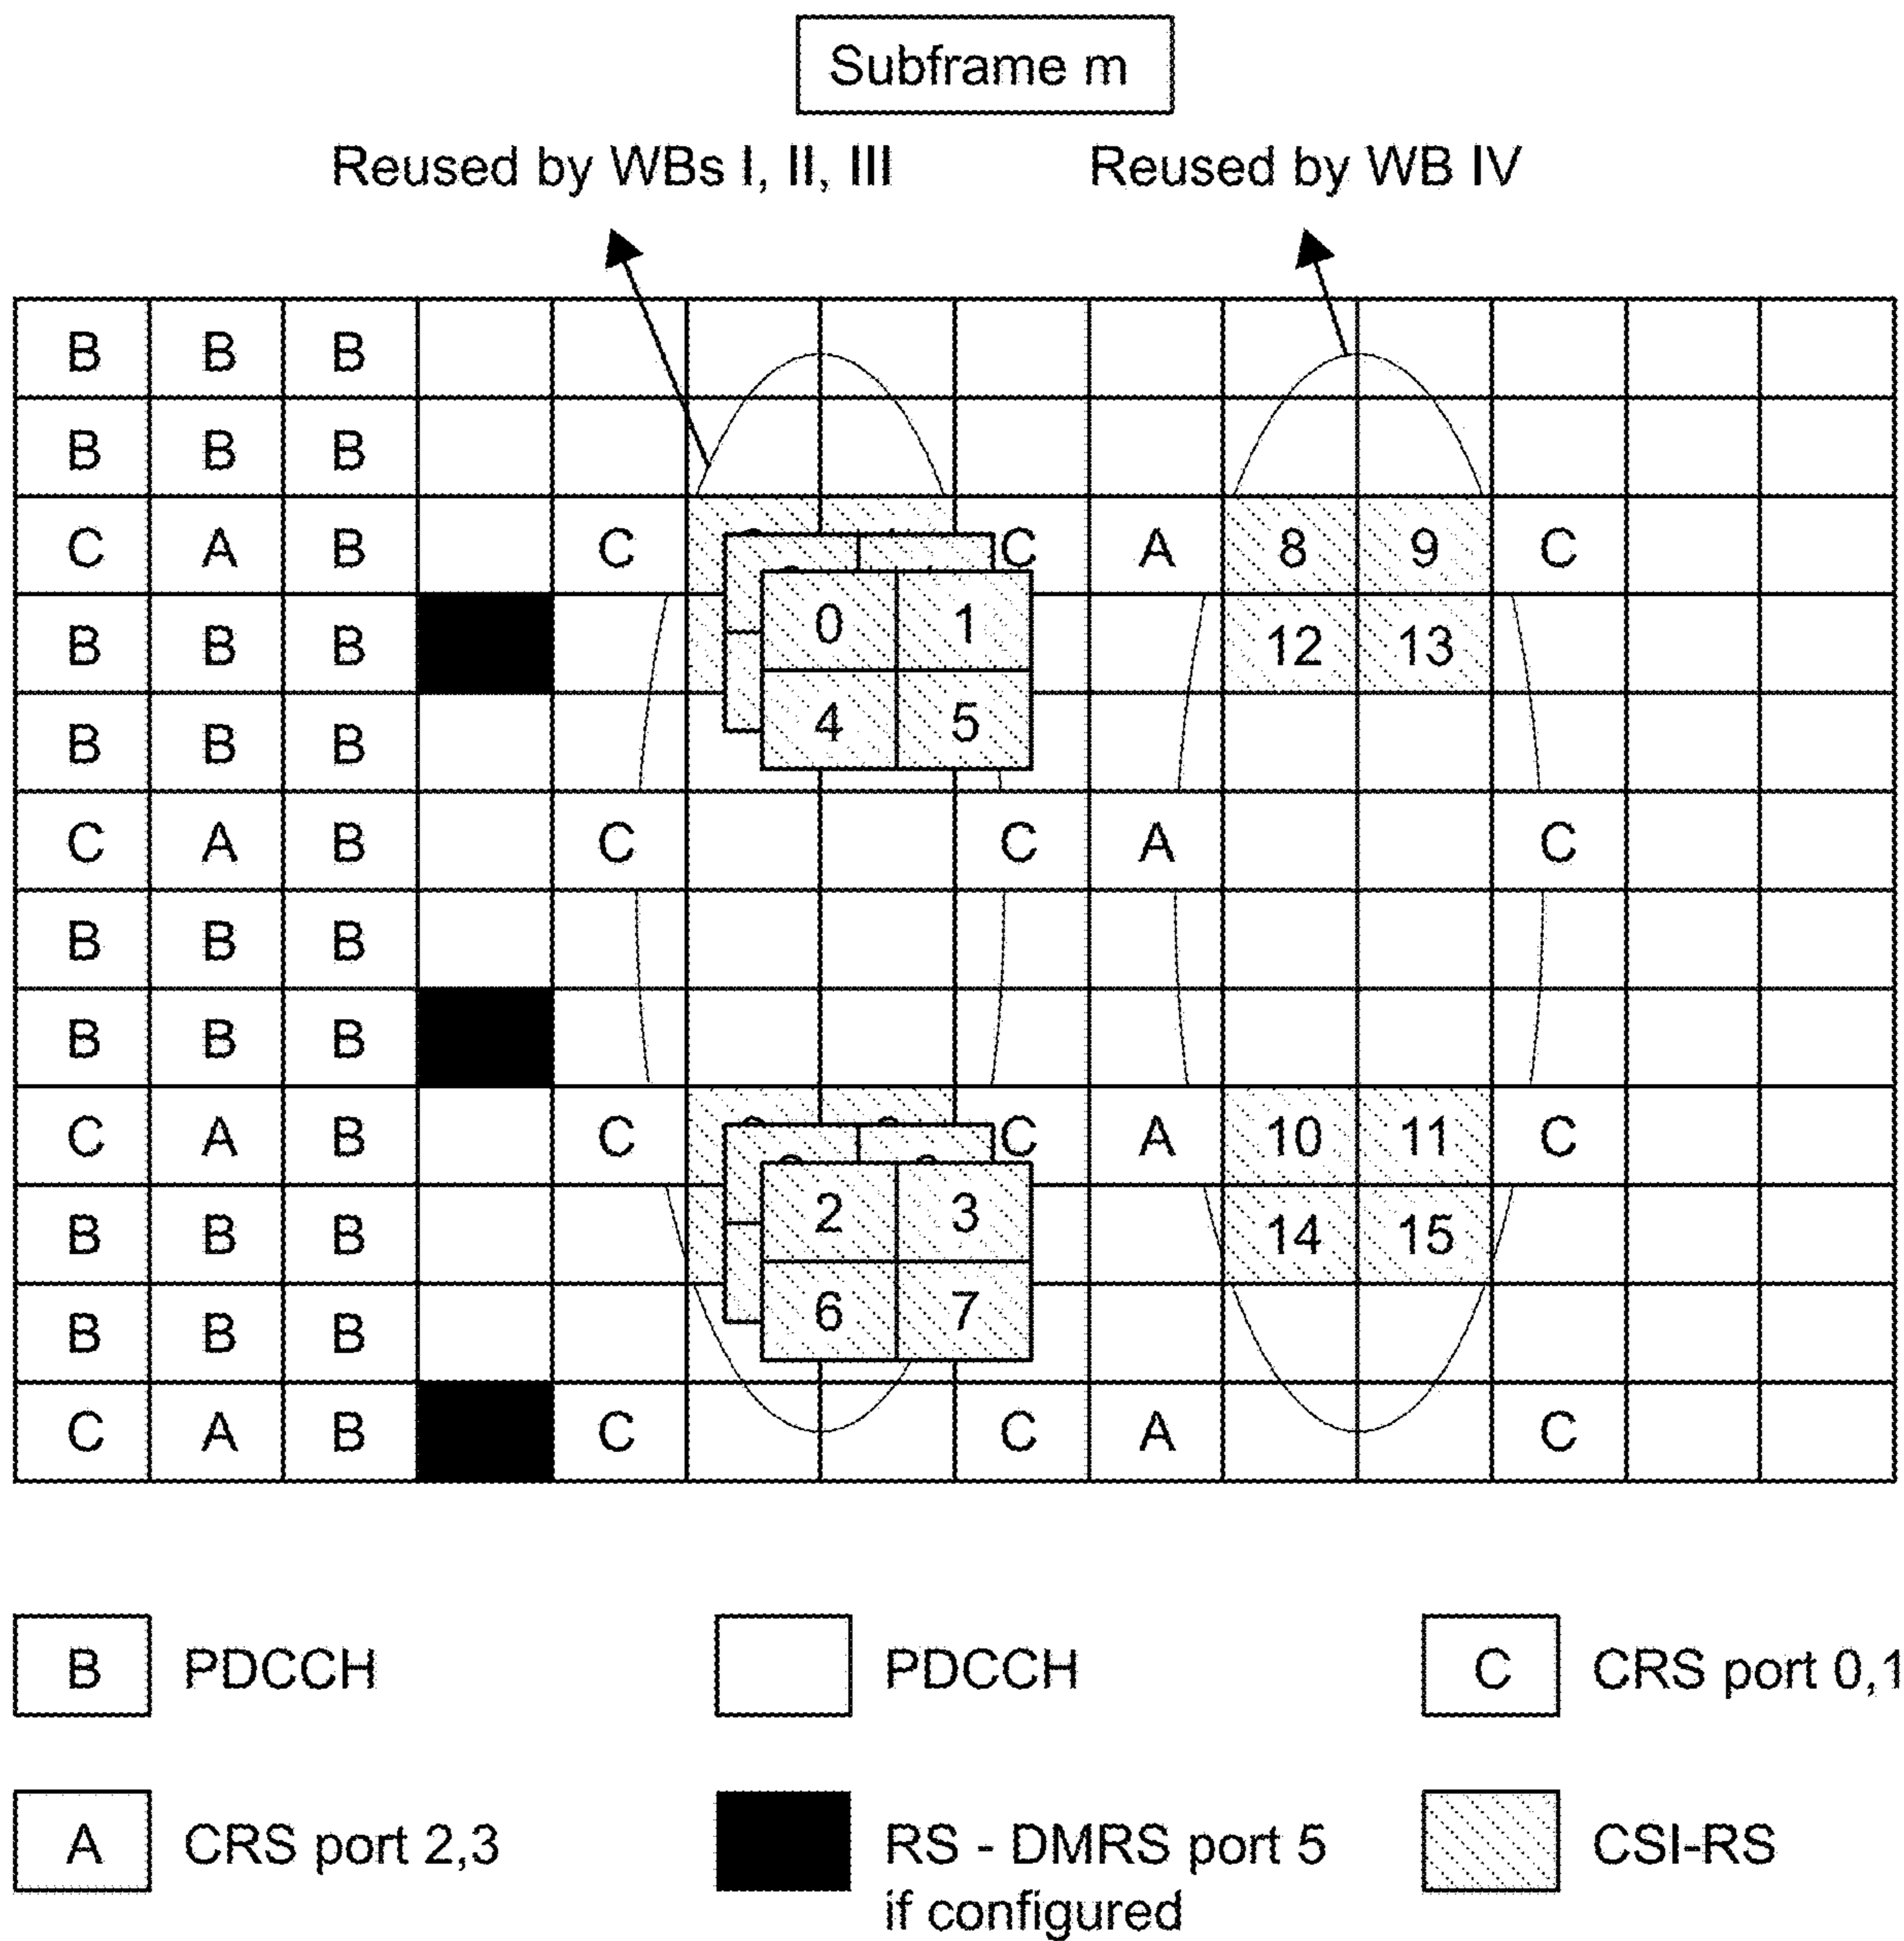 Subframe m
Reused by WBs I, II, III Reused by WB IV
B B B
B B B
C A B C C A 8 9 C
0 1
B B B 12 13
4 5
B B B
C A B C C A C
B B B
B B B
C A B C C A 10 11 C
2 3
B B B 14 15
6 7
B B B
C A B C C A C
B PDCCH PDCCH C CRS port 0,1
A CRS port 2,3 RS - DMRS port 5 CSI-RS
if configured